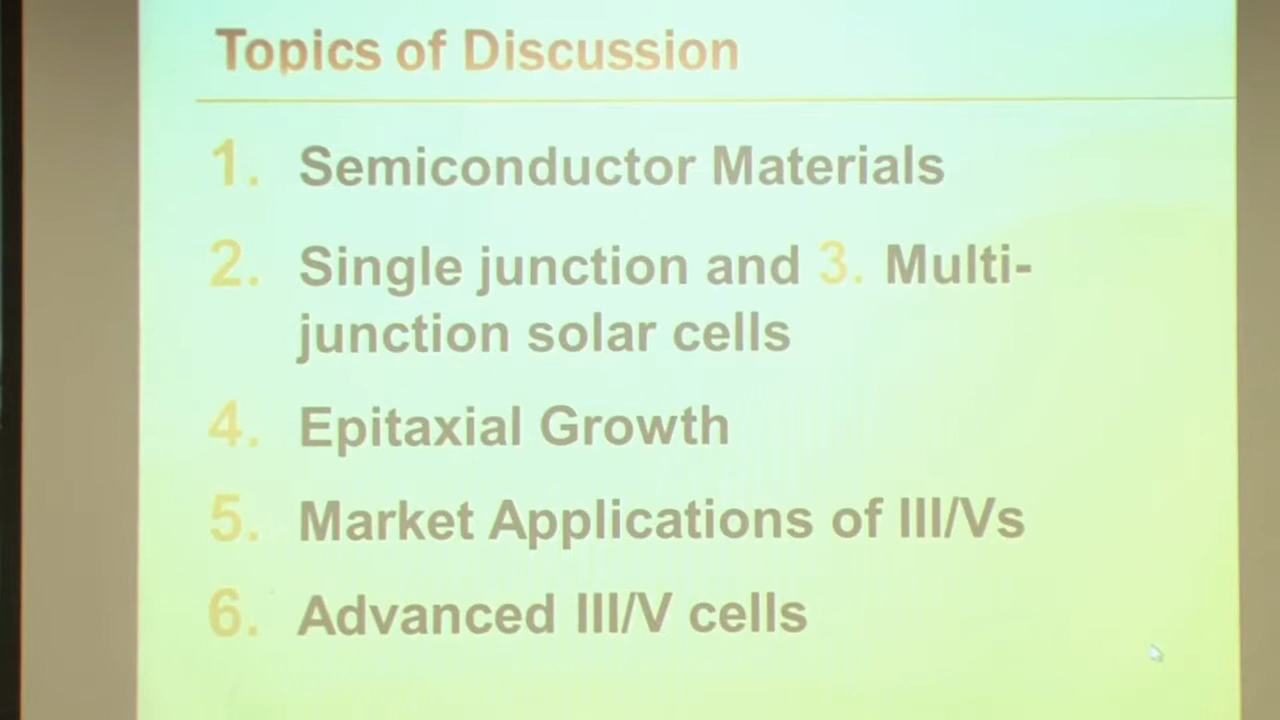 Topics of Discussion
1. Semiconductor Materials
2. Single junction and 3. Multi-
junction solar cells
4. Epitaxial Growth
5. Market Applications of III/Vs
6. Advanced III/V cells